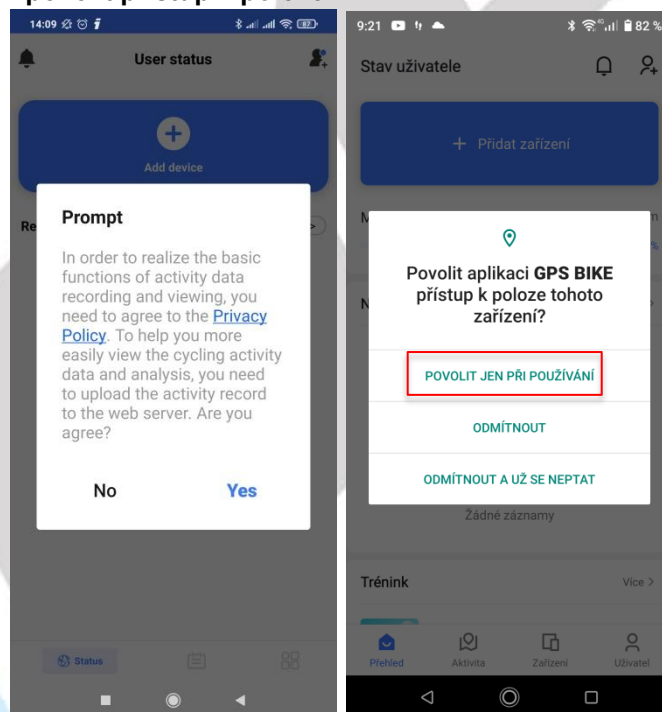 14:09
User status
Add device
Re
Prompt
In order to realize the basic
functions of activity data
recording and viewing, you
need to agree to the Privacy
Policy. To help you more
easily view the cycling activity
data and analysis, you need
to upload the activity record
to the web server. Are you
agree?
No
Yes
Status
9:21
82 %
Stav uživatele
+ Přidat zařízení
M
%
N
Povolit aplikaci GPS BIKE
přístup k poloze tohoto
zařízení?
POVOLIT JEN PŘI POUŽÍVÁNÍ
ODMÍTNOUT
ODMÍTNOUT A UŽ SE NEPTAT
Žádné záznamy
Trénink
Více >
Přehled
Aktivita
Zařízení
Uživatel